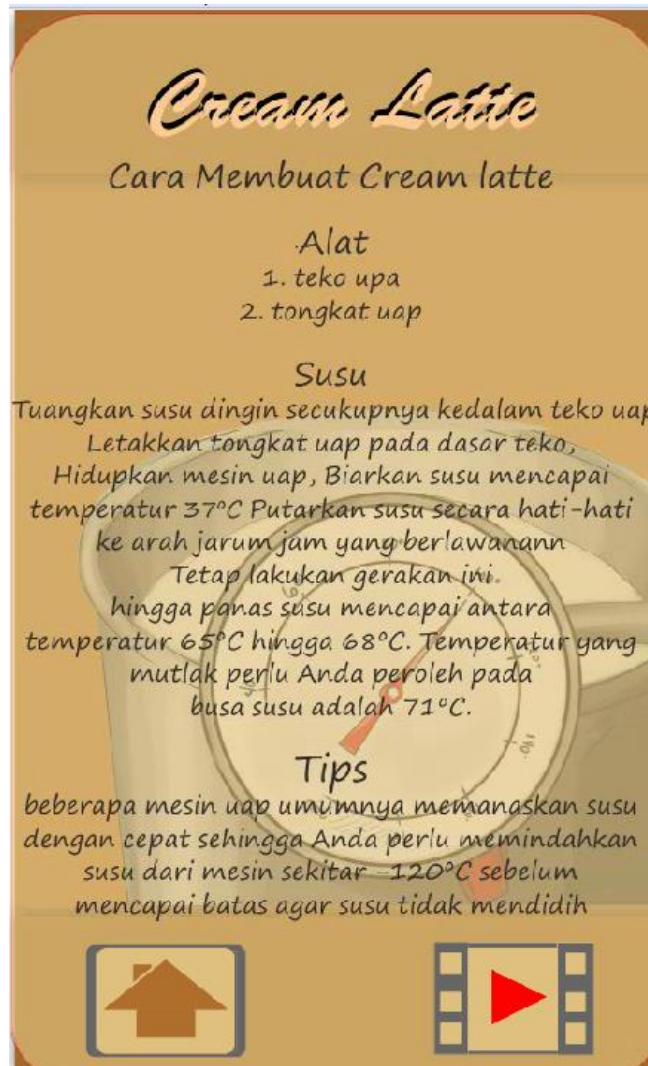 Cream Latte
Cara Membuat Cream latte
Alat
1. teko upa
2. tongkat uap
Susu
Tuangkan susu dingin secukupnya kedalam teko uap
Letakkan tongkat uap pada dasar teko,
Hidupkan mesin uap, Biarkan susu mencapai
temperatur 37°C Putarkan susu secara hati-hati
ke arah jarum jam yang berlawanann
Tetap lakukan gerakan ini
hingga panas susu mencapai antara
temperatur 65°C hingga 68°C. Temperatur yang
mutlak perlu Anda peroleh pada
busa susu adalah 71°C.
Tips
beberapa mesin uap umumnya memanaskan susu
dengan cepat sehingga Anda perlu memindahkan
susu dari mesin sekitar -120°C sebelum
mencapai batas agar susu tidak mendidih